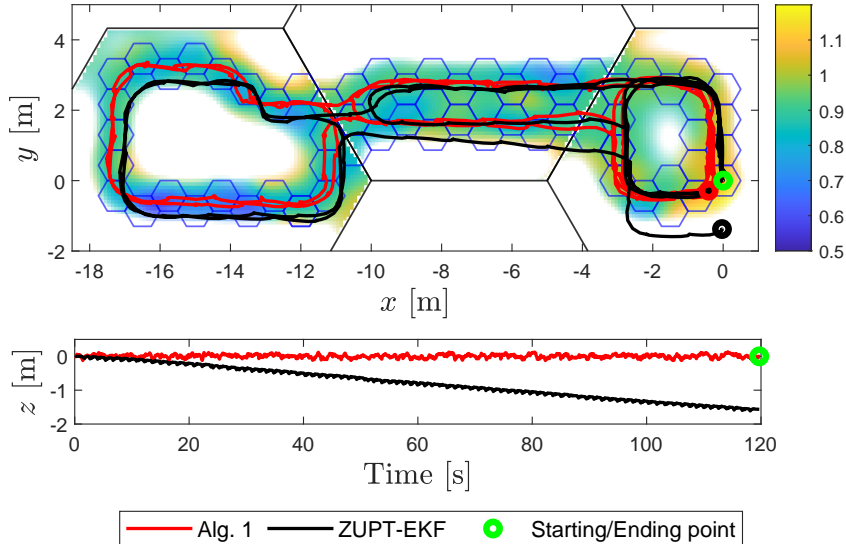 4
2
0
-2
y [m]
-18 -16 -14 -12 -10 -8 -6 -4 -2 0
x [m]
1.2
1.1
1
0.9
0.8
0.7
0.6
0.5
0
-1
-2
z [m]
0 20 40 60 80 100 120
Time [s]
Alg. 1 ZUPT-EKF Starting/Ending point